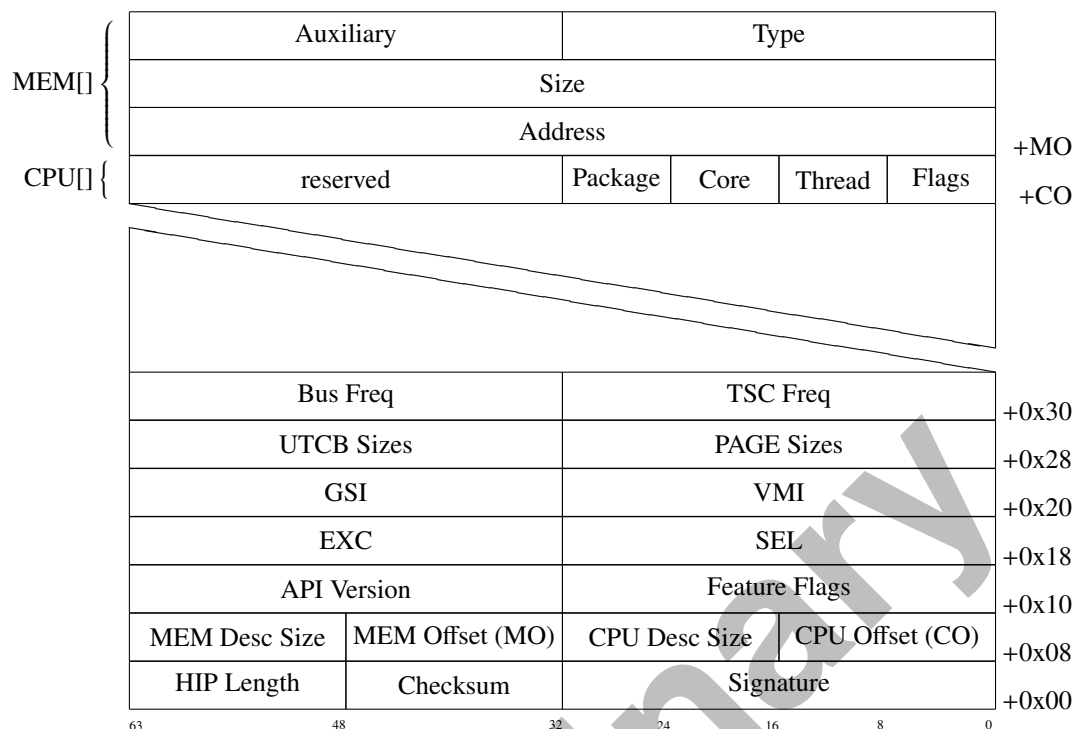 Auxiliary Type
MEM[] Size
Address
+MO
CPU[] reserved Package Core Thread Flags
+CO
Bus Freq TSC Freq
+0x30
UTCB Sizes PAGE Sizes
+0x28
GSI VMI
+0x20
EXC SEL
+0x18
API Version Feature Flags
+0x10
MEM Desc Size MEM Offset (MO) CPU Desc Size CPU Offset (CO)
+0x08
HIP Length Checksum Signature
+0x00
63 48 32 24 16 8 0